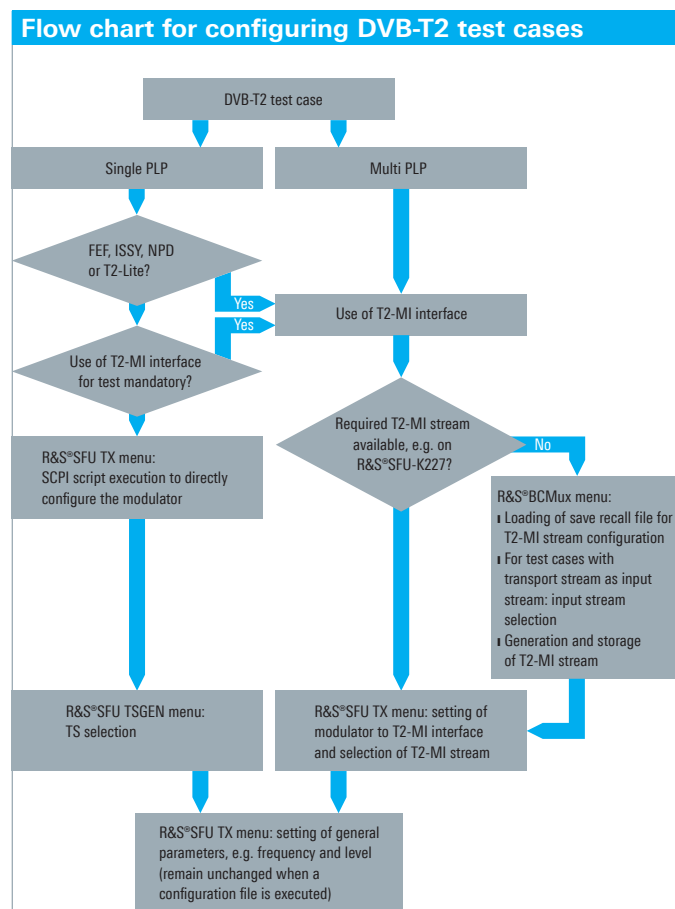 Flow chart for configuring DVB-T2 test cases
DVB-T2 test case
Single PLP
Multi PLP
FEF, ISSY, NPD
or T2-Lite?
Yes
Use of T2-MI interface
Yes
Use of T2-MI interface
for test mandatory?
Required T2-MI stream
available, e.g. on
R&S®SFU-K227?
No
R&S®SFU TX menu:
SCPI script execution to directly
configure the modulator
R&S®BCMux menu:
Loading of save recall file for
T2-MI stream configuration
For test cases with
transport stream as input
stream: input stream
selection
Generation and storage
of T2-MI stream
R&S®SFU TSGEN menu:
TS selection
R&S®SFU TX menu: setting of
modulator to T2-MI interface
and selection of T2-MI stream
R&S®SFU TX menu: setting of general
parameters, e.g. frequency and level
(remain unchanged when a
configuration file is executed)